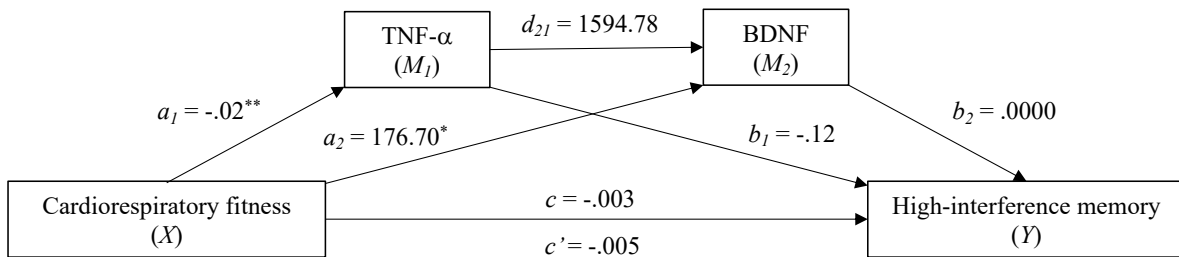 TNF-α
(M₁)
d₂₁ = 1594.78
BDNF
(M₂)
a₁ = -.02**
a₂ = 176.70*
b₁ = -.12
b₂ = .0000
Cardiorespiratory fitness
(X)
c = -.003
c’ = -.005
High-interference memory
(Y)